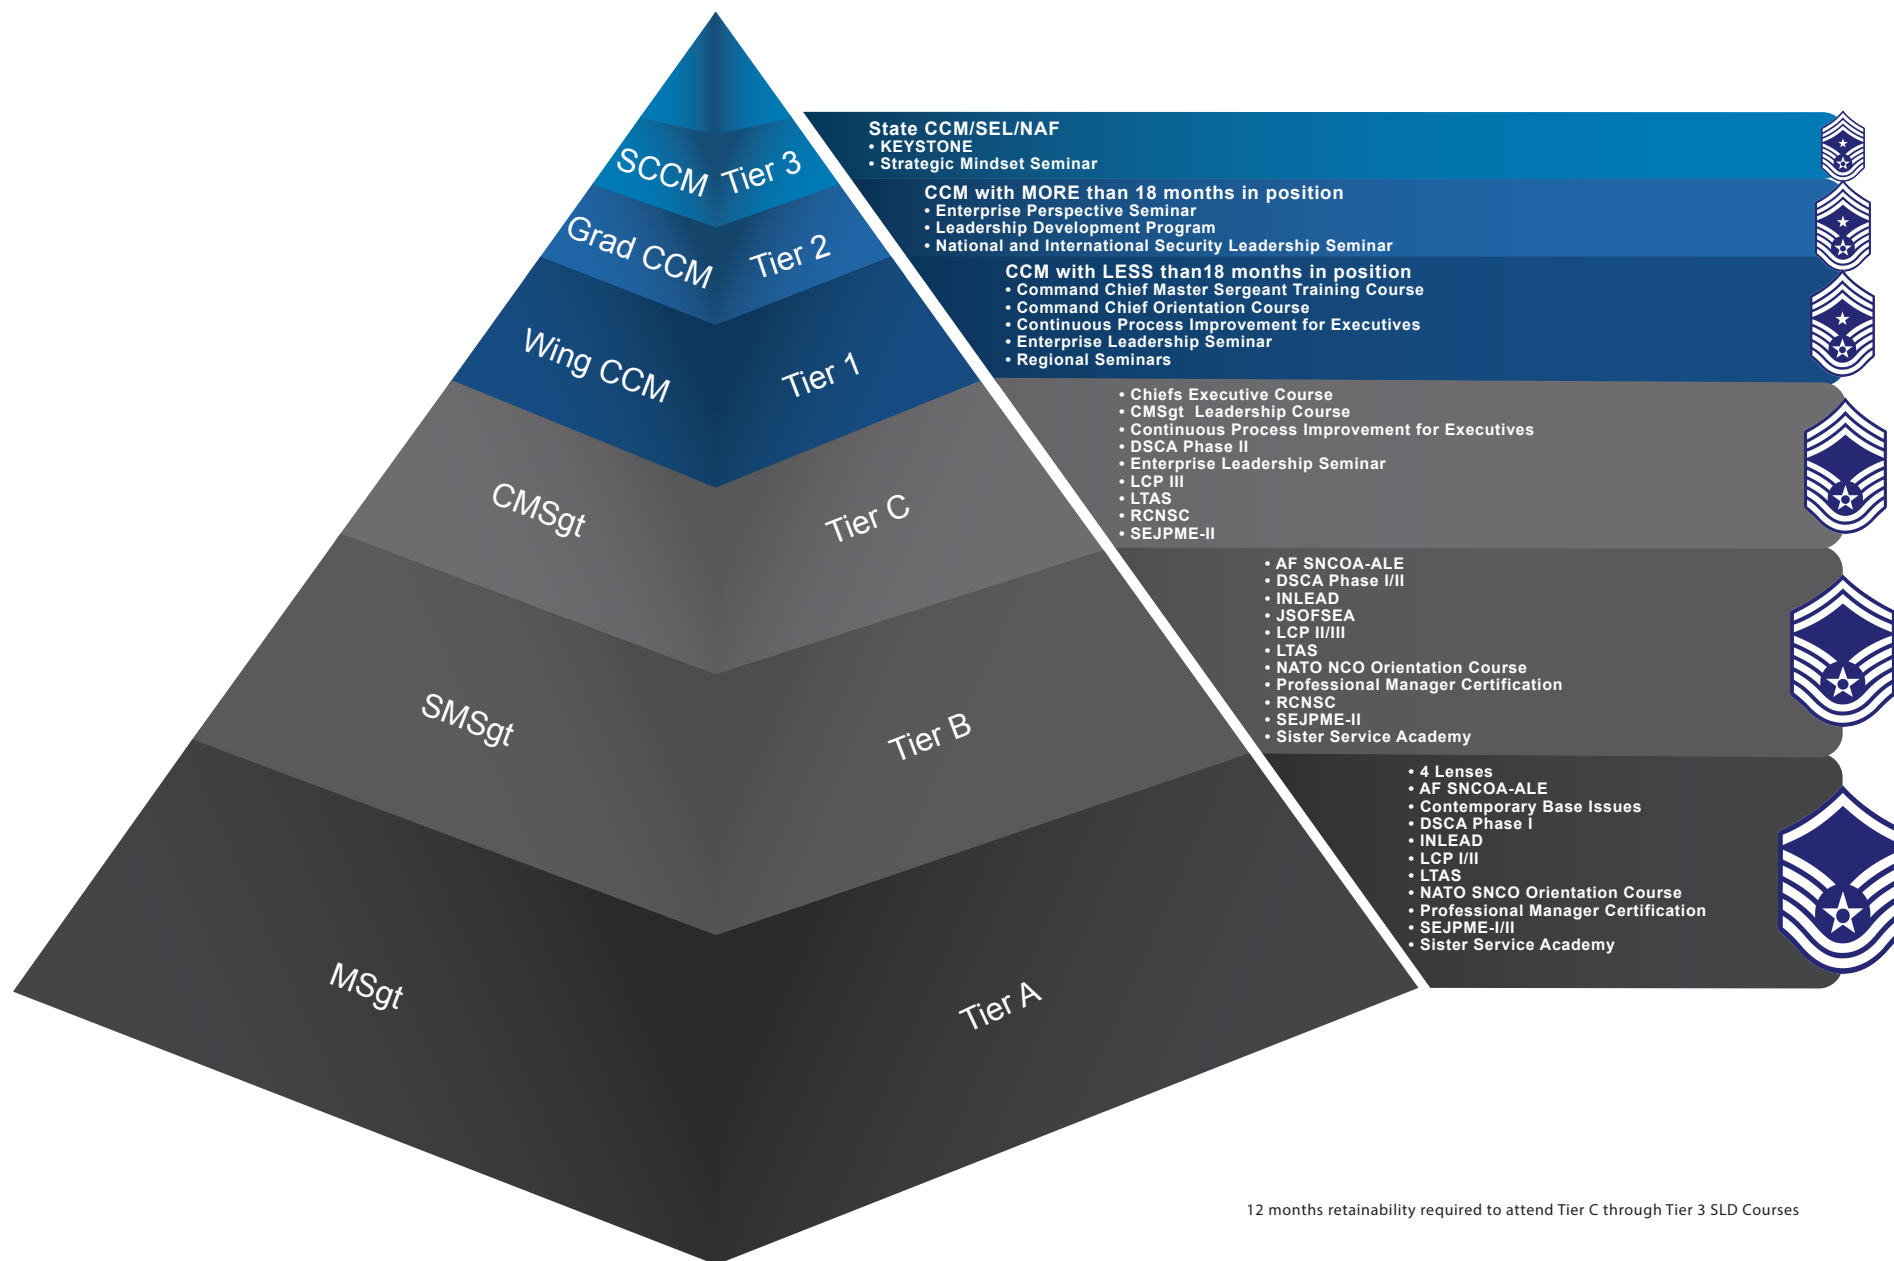 SCCM Tier 3
State CCM/SEL/NAF
• KEYSTONE
• Strategic Mindset Seminar
Grad CCM Tier 2
CCM with MORE than 18 months in position
• Enterprise Perspective Seminar
• Leadership Development Program
• National and International Security Leadership Seminar
Wing CCM Tier 1
CCM with LESS than18 months in position
• Command Chief Master Sergeant Training Course
• Command Chief Orientation Course
• Continuous Process Improvement for Executives
• Enterprise Leadership Seminar
• Regional Seminars
CMSgt Tier C
• Chiefs Executive Course
• CMSgt Leadership Course
• Continuous Process Improvement for Executives
• DSCA Phase II
• Enterprise Leadership Seminar
• LCP III
• LTAS
• RCNSC
• SEJPME-II
SMSgt Tier B
• AF SNCOA-ALE
• DSCA Phase I/II
• INLEAD
• JSOFSEA
• LCP II/III
• LTAS
• NATO NCO Orientation Course
• Professional Manager Certification
• RCNSC
• SEJPME-II
• Sister Service Academy
MSgt Tier A
• 4 Lenses
• AF SNCOA-ALE
• Contemporary Base Issues
• DSCA Phase I
• INLEAD
• LCP I/II
• LTAS
• NATO SNCO Orientation Course
• Professional Manager Certification
• SEJPME-I/II
• Sister Service Academy
12 months retainability required to attend Tier C through Tier 3 SLD Courses